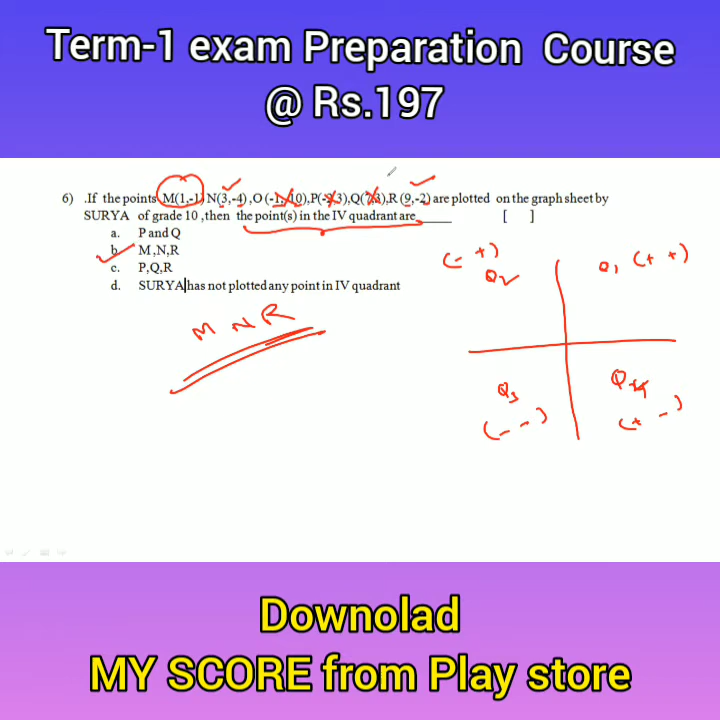 Term-1 exam Preparation Course
@ Rs.197
6) .If the points M(1,-1) N(3,-4),O(-1,-10),P(-2,3),Q(7,8),R(9,-2) are plotted on the graph sheet by
SURYA of grade 10 ,then the point(s) in the IV quadrant are______ [ ]
a. P and Q
b. M,N,R
c. P,Q,R
d. SURYA has not plotted any point in IV quadrant
M N R
(- +)
Q2
Q1 (+ +)
Q3
(- -)
Q4
(+ -)
Downolad
MY SCORE from Play store